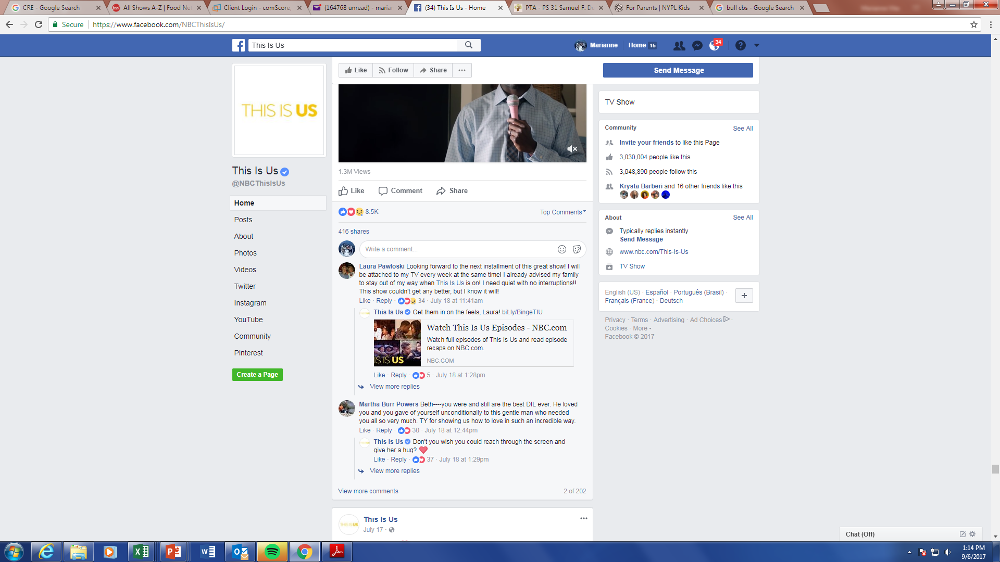 CRE - Google Search
All Shows A-Z | Food Ne
Client Login - comScore,
(164768 unread) - marian
(34) This Is Us - Home
PTA - PS 31 Samuel F. Du
For Parents | NYPL Kids
bull cbs - Google Search
Secure
https://www.facebook.com/NBCThisIsUs/
This Is Us
Marianne
Home 15
34
Like
Follow
Share
Send Message
THIS IS US
This Is Us
@NBCThisIsUs
Home
Posts
About
Photos
Videos
Twitter
Instagram
YouTube
Community
Pinterest
Create a Page
1.3M Views
Like
Comment
Share
8.5K
Top Comments
416 shares
Write a comment...
Laura Pawloski Looking forward to the next installment of this great show! I will
be attached to my TV every week at the same time! I already advised my family
to stay out of my way when This Is Us is on! I need quiet with no interruptions!!
This show couldn't get any better, but I know it will!
Like · Reply · 34 · July 18 at 11:41am
This Is Us Get them in on the feels, Laura! bit.ly/BingeTIU
IS IS US
Watch This Is Us Episodes - NBC.com
Watch full episodes of This Is Us and read episode
recaps on NBC.com.
NBC.COM
Like · Reply · 5 · July 18 at 1:28pm
View more replies
Martha Burr Powers Beth----you were and still are the best DIL ever. He loved
you and you gave of yourself unconditionally to this gentle man who needed
you all so very much. TY for showing us how to love in such an incredible way.
Like · Reply · 30 · July 18 at 12:44pm
This Is Us Don't you wish you could reach through the screen and
give her a hug?
Like · Reply · 37 · July 18 at 1:29pm
View more replies
View more comments
2 of 202
THIS IS US
This Is Us
July 17 ·
TV Show
Community
See All
Invite your friends to like this Page
3,030,004 people like this
3,048,890 people follow this
Krysta Barberi and 16 other friends like this
About
See All
Typically replies instantly
Send Message
www.nbc.com/This-Is-Us
TV Show
English (US) · Español · Português (Brasil) ·
Français (France) · Deutsch
Privacy · Terms · Advertising · Ad Choices ·
Cookies · More
Facebook © 2017
Chat (Off)
1:14 PM
9/6/2017